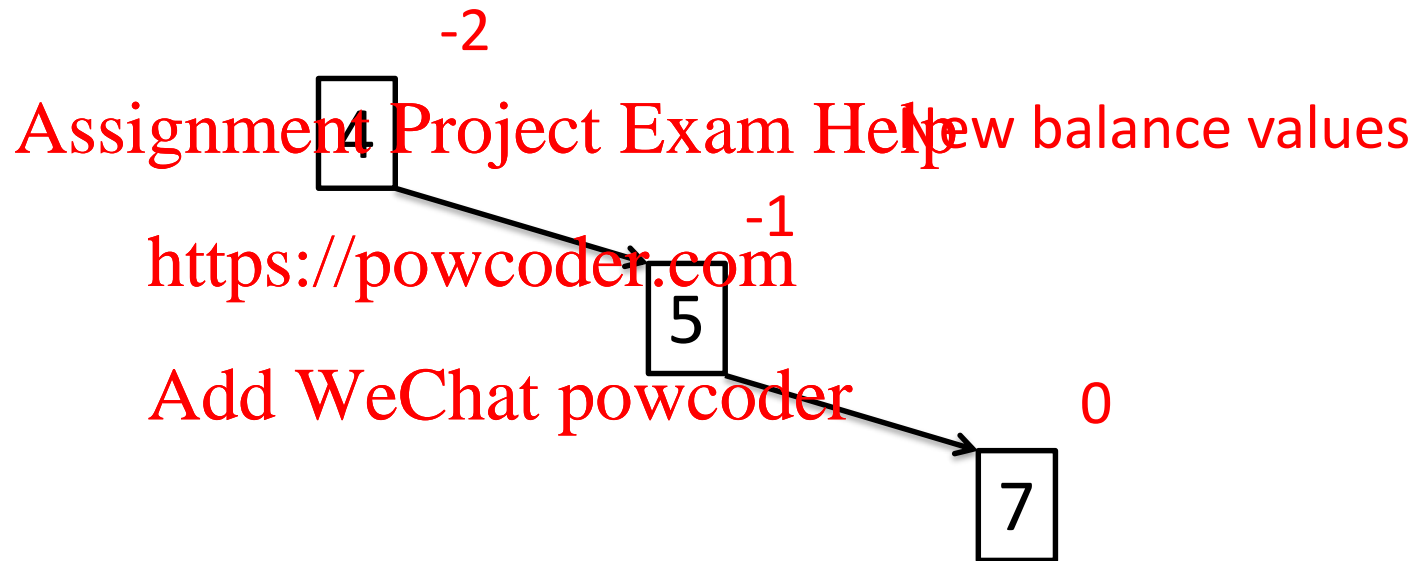 -2
4
Assignment Project Exam Help
New balance values
-1
https://powcoder.com
5
Add WeChat powcoder
0
7